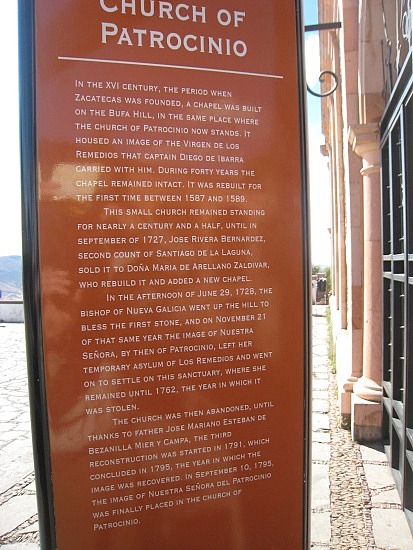 CHURCH OF
PATROCINIO
IN THE XVI CENTURY, THE PERIOD WHEN
ZACATECAS WAS FOUNDED, A CHAPEL WAS BUILT
ON THE BUFA HILL, IN THE SAME PLACE WHERE
THE CHURCH OF PATROCINIO NOW STANDS. IT
HOUSED AN IMAGE OF THE VIRGEN DE LOS
REMEDIOS THAT CAPTAIN DIEGO DE IBARRA
CARRIED WITH HIM. DURING FORTY YEARS THE
CHAPEL REMAINED INTACT. IT WAS REBUILT FOR
THE FIRST TIME BETWEEN 1587 AND 1589.
THIS SMALL CHURCH REMAINED STANDING
FOR NEARLY A CENTURY AND A HALF, UNTIL IN
SEPTEMBER OF 1727, JOSE RIVERA BERNARDEZ,
SECOND COUNT OF SANTIAGO DE LA LAGUNA,
SOLD IT TO DOÑA MARIA DE ARELLANO ZALDIVAR,
WHO REBUILD IT AND ADDED A NEW CHAPEL.
IN THE AFTERNOON OF JUNE 29, 1728, THE
BISHOP OF NUEVA GALICIA WENT UP THE HILL TO
BLESS THE FIRST STONE, AND ON NOVEMBER 21
OF THAT SAME YEAR THE IMAGE OF NUESTRA
SEÑORA, BY THEN OF PATROCINIO, LEFT HER
TEMPORARY ASYLUM OF LOS REMEDIOS AND WENT
ON TO SETTLE ON THIS SANCTUARY, WHERE SHE
REMAINED UNTIL 1762, THE YEAR IN WHICH IT
WAS STOLEN.
THE CHURCH WAS THEN ABANDONED, UNTIL
THANKS TO FATHER JOSE MARIANO ESTEBAN DE
BEZANILLA MIER Y CAMPA, THE THIRD
RECONSTRUCTION WAS STARTED IN 1791, WHICH
CONCLUDED IN 1795, THE YEAR IN WHICH THE
IMAGE WAS RECOVERED. IN SEPTEMBER 10, 1795,
THE IMAGE OF NUESTRA SEÑORA DEL PATROCINIO
WAS FINALLY PLACED IN THE CHURCH OF
PATROCINIO.